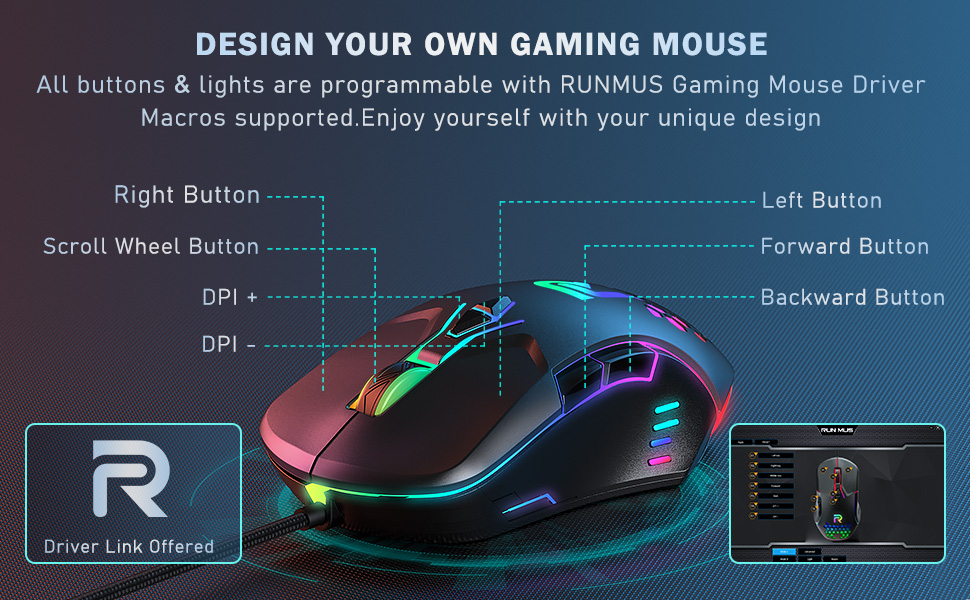 DESIGN YOUR OWN GAMING MOUSE
All buttons & lights are programmable with RUNMUS Gaming Mouse Driver
Macros supported.Enjoy yourself with your unique design
Right Button
Scroll Wheel Button
DPI +
DPI -
Left Button
Forward Button
Backward Button
Driver Link Offered
RUN MUS